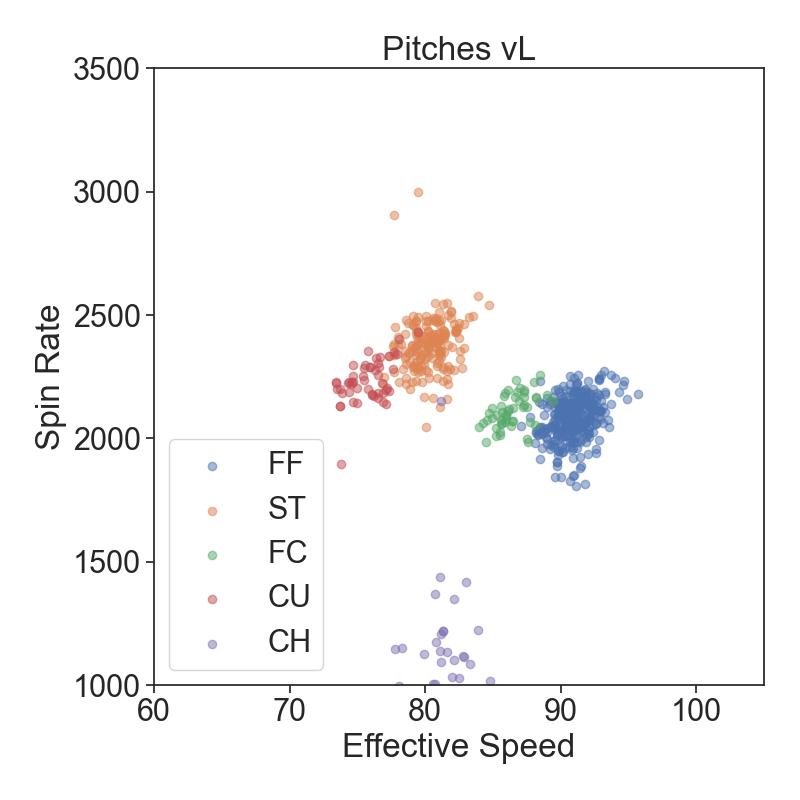 Pitches vL
3500
3000
2500
2000
1500
1000
Spin Rate
FF
ST
FC
CU
CH
60 70 80 90 100
Effective Speed